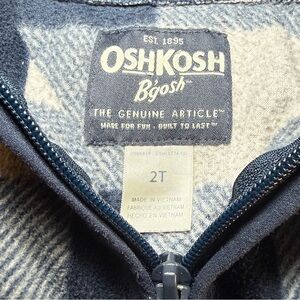 EST. 1895
OSHKOSH
B'gosh™
THE GENUINE ARTICLE™
MADE FOR FUN · BUILT TO LAST™
2T
MADE IN VIETNAM
FABRIQUÉ AU VIETNAM
HECHO EN VIETNAM